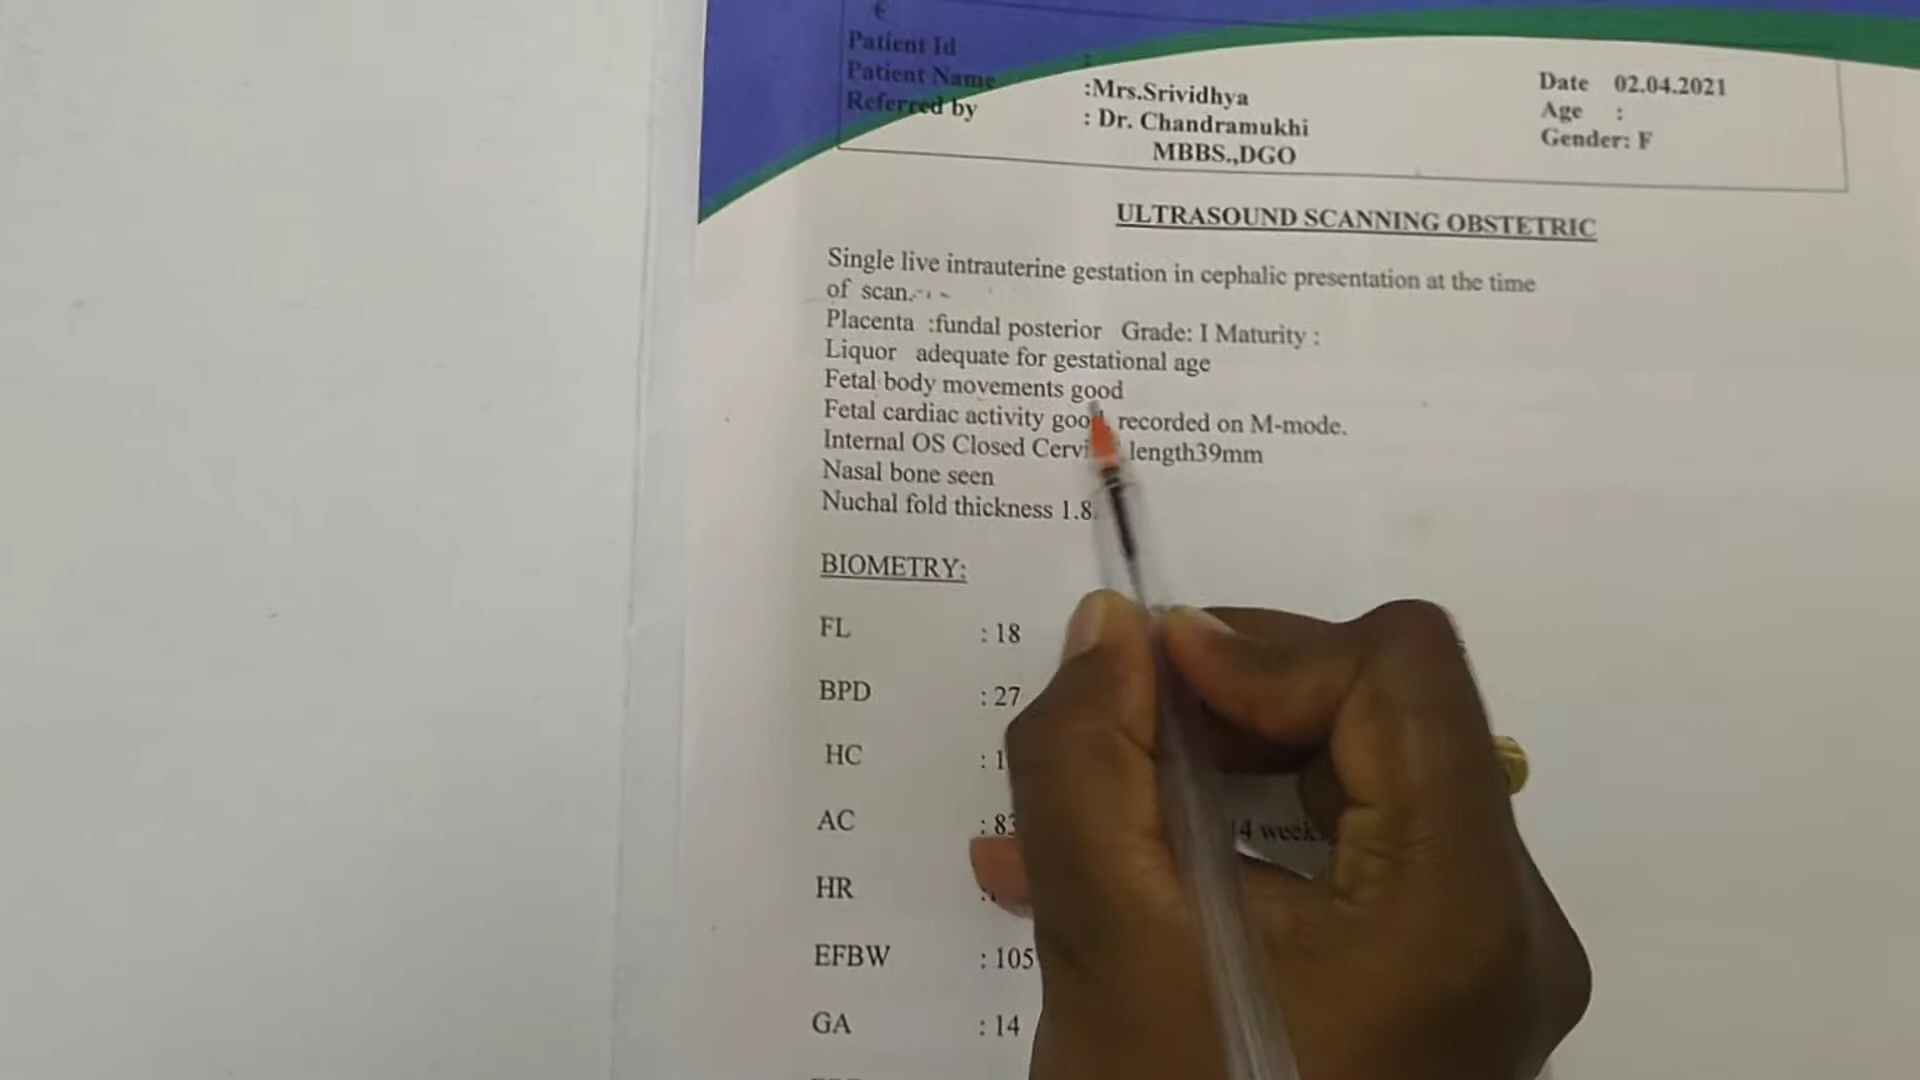 Patient Id :
Patient Name :Mrs.Srividhya
Referred by : Dr. Chandramukhi
MBBS.,DGO
Date 02.04.2021
Age :
Gender: F
ULTRASOUND SCANNING OBSTETRIC
Single live intrauterine gestation in cephalic presentation at the time
of scan.
Placenta :fundal posterior Grade: I Maturity :
Liquor adequate for gestational age
Fetal body movements good
Fetal cardiac activity recorded on M-mode.
Internal OS Closed length39mm
Nasal bone seen
Nuchal fold thickness 1.8
BIOMETRY:
FL : 18
BPD : 27
HC :
AC : 14 weeks
HR :
EFBW : 105
GA : 14